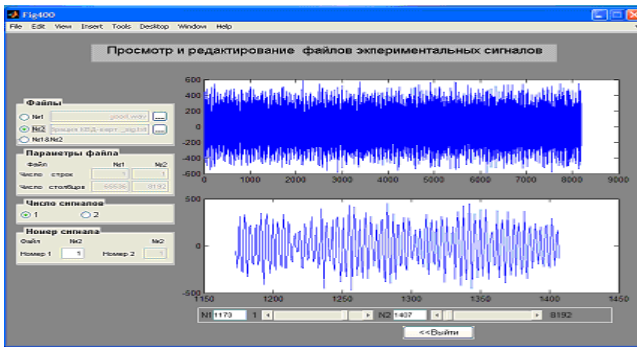 Fig400
File Edit View Insert Tools Desktop Window Help
Просмотр и редактирование файлов экпериментальных сигналов
Файлы
№1
№2
№1&№2
Параметры файла
Файл №1 №2
Число строк 1 1
Число столбцов 8192
Число сигналов
1 2
Номер сигнала
Файл №2 №2
Номер 1 1 Номер 2 1
600
400
200
0
-200
-400
-600
0 1000 2000 3000 4000 5000 6000 7000 8000 9000
500
0
-500
1150 1200 1250 1300 1350 1400 1450
N1 1173 1 N2 1407 8192
<<Выйти